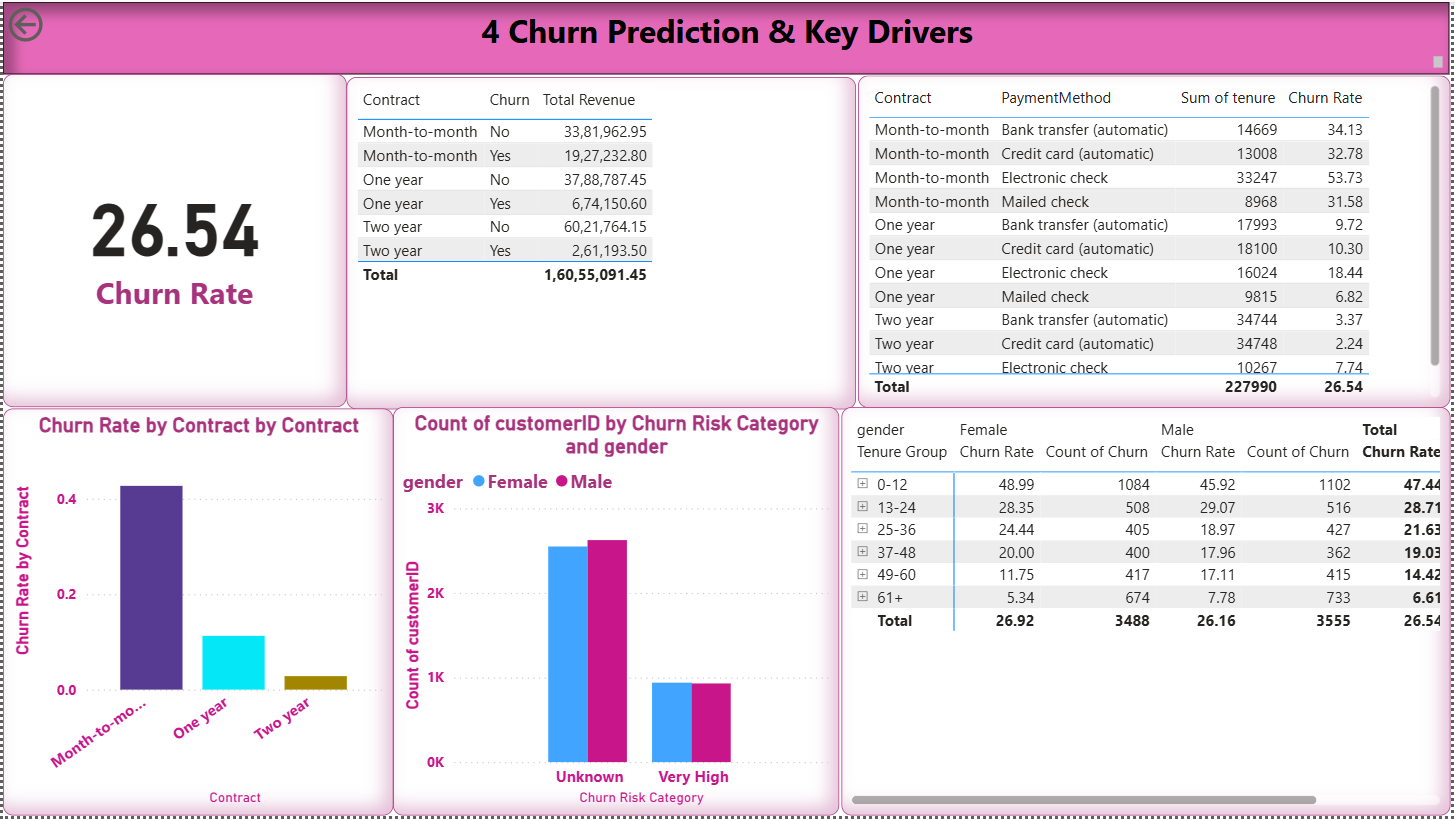 4 Churn Prediction & Key Drivers
26.54
Churn Rate
Contract Churn Total Revenue
Month-to-month No 33,81,962.95
Month-to-month Yes 19,27,232.80
One year No 37,88,787.45
One year Yes 6,74,150.60
Two year No 60,21,764.15
Two year Yes 2,61,193.50
Total 1,60,55,091.45
Contract PaymentMethod Sum of tenure Churn Rate
Month-to-month Bank transfer (automatic) 14669 34.13
Month-to-month Credit card (automatic) 13008 32.78
Month-to-month Electronic check 33247 53.73
Month-to-month Mailed check 8968 31.58
One year Bank transfer (automatic) 17993 9.72
One year Credit card (automatic) 18100 10.30
One year Electronic check 16024 18.44
One year Mailed check 9815 6.82
Two year Bank transfer (automatic) 34744 3.37
Two year Credit card (automatic) 34748 2.24
Two year Electronic check 10267 7.74
Total 227990 26.54
Churn Rate by Contract by Contract
Churn Rate by Contract
0.4
0.2
0.0
Month-to-mo...
One year
Two year
Contract
Count of customerID by Churn Risk Category
and gender
gender Female Male
Count of customerID
3K
2K
1K
0K
Unknown Very High
Churn Risk Category
gender Female Male Total
Tenure Group Churn Rate Count of Churn Churn Rate Count of Churn Churn Rate
0-12 48.99 1084 45.92 1102 47.44
13-24 28.35 508 29.07 516 28.71
25-36 24.44 405 18.97 427 21.63
37-48 20.00 400 17.96 362 19.03
49-60 11.75 417 17.11 415 14.42
61+ 5.34 674 7.78 733 6.61
Total 26.92 3488 26.16 3555 26.54